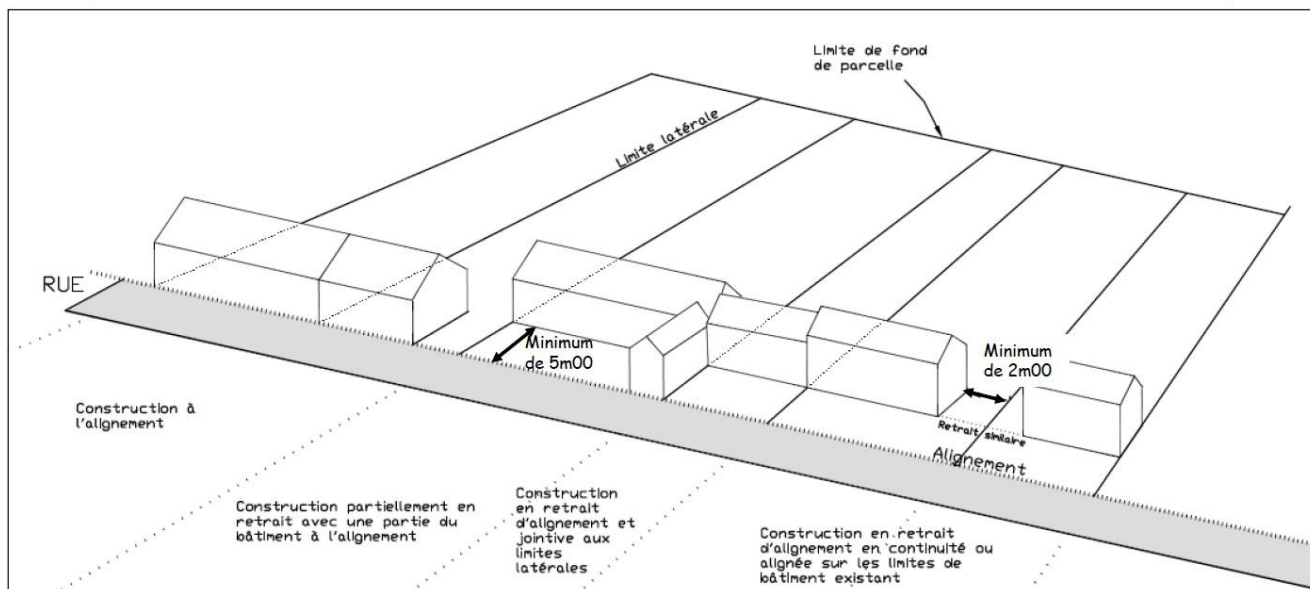 Limite de fond
de parcelle
Limite latérale
RUE
Minimum
de 5m00
Minimum
de 2m00
Retrait similaire
Alignement
Construction à
l'alignement
Construction partiellement en
retrait avec une partie du
bâtiment à l'alignement
Construction
en retrait
d'alignement et
jointive aux
limites
latérales
Construction en retrait
d'alignement en continuité ou
alignée sur les limites de
bâtiment existant